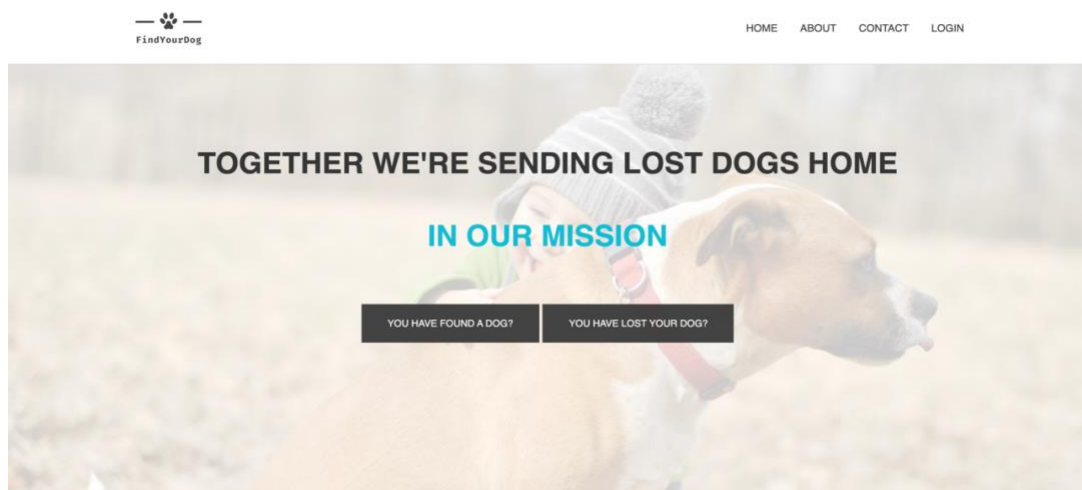 FindYourDog
HOME ABOUT CONTACT LOGIN
TOGETHER WE'RE SENDING LOST DOGS HOME
IN OUR MISSION
YOU HAVE FOUND A DOG? YOU HAVE LOST YOUR DOG?